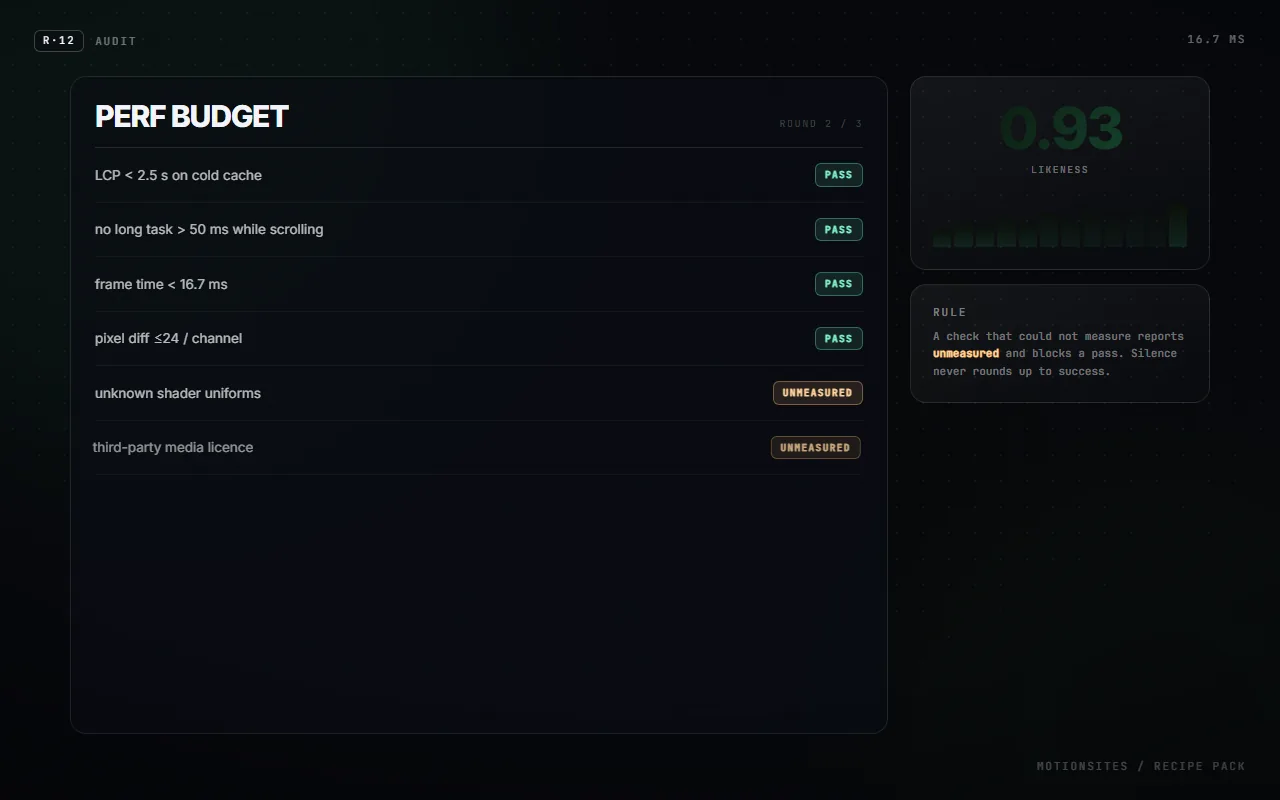 R·12 AUDIT
16.7 MS
PERF BUDGET
ROUND 2 / 3
LCP < 2.5 s on cold cache PASS
no long task > 50 ms while scrolling PASS
frame time < 16.7 ms PASS
pixel diff ≤24 / channel PASS
unknown shader uniforms UNMEASURED
third-party media licence UNMEASURED
0.93
LIKENESS
RULE
A check that could not measure reports
unmeasured and blocks a pass. Silence
never rounds up to success.
MOTIONSITES / RECIPE PACK